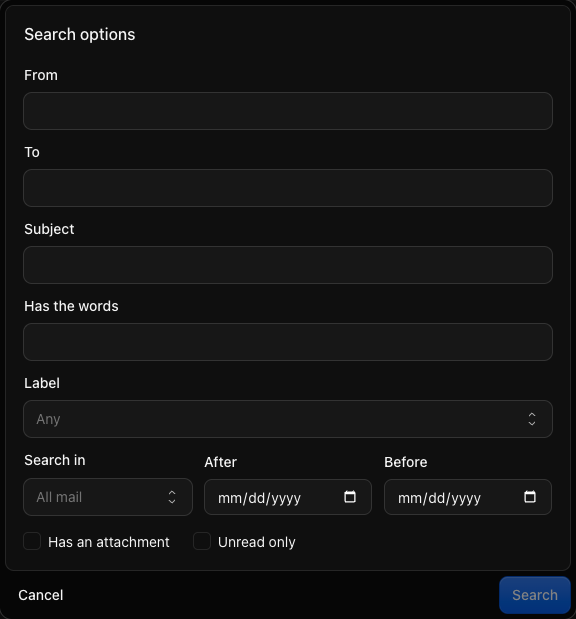 Search options
From
To
Subject
Has the words
Label
Any
Search in After Before
All mail mm/dd/yyyy mm/dd/yyyy
Has an attachment Unread only
Cancel Search